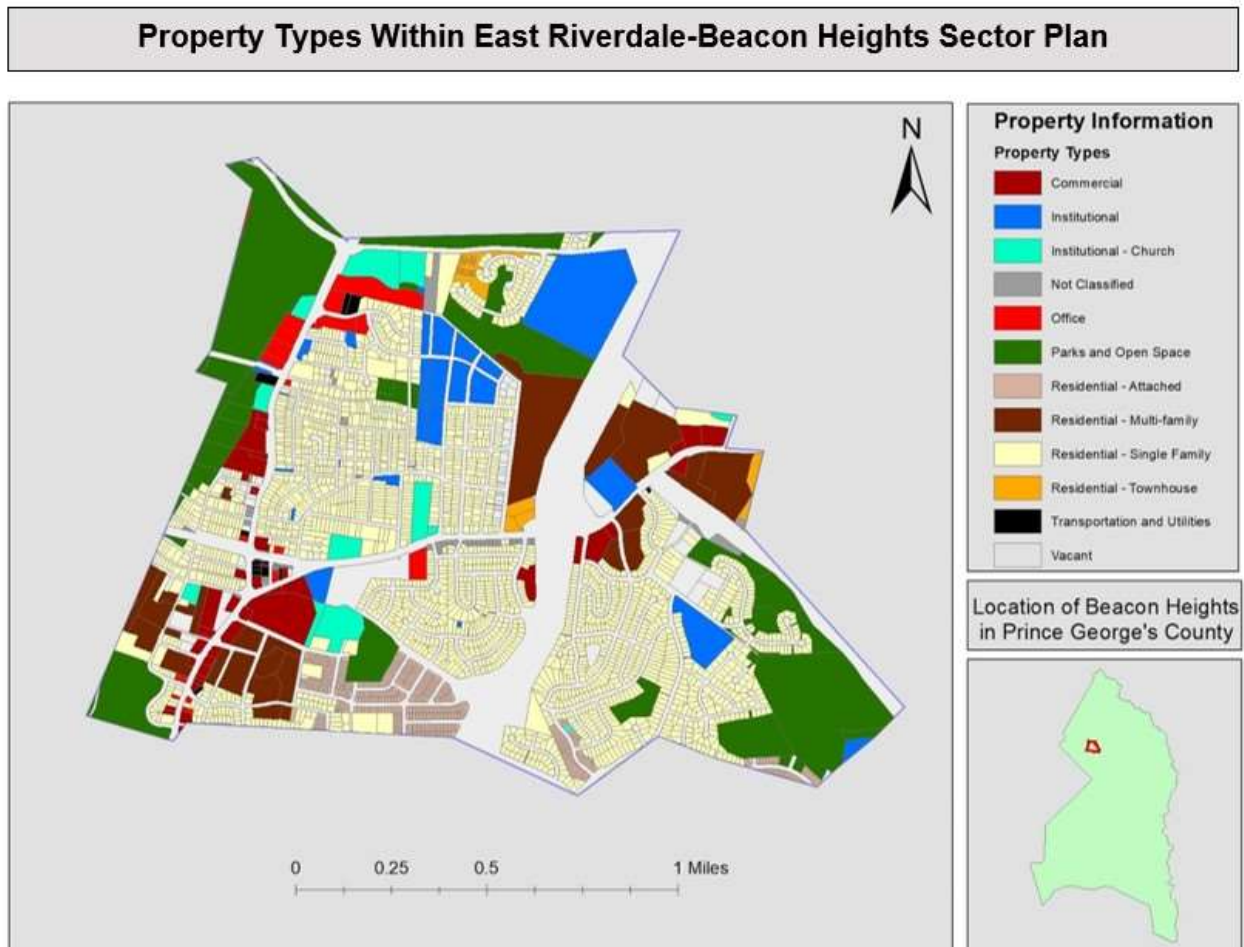 Property Types Within East Riverdale-Beacon Heights Sector Plan
N
0 0.25 0.5 1 Miles
Property Information
Property Types
Commercial
Institutional
Institutional - Church
Not Classified
Office
Parks and Open Space
Residential - Attached
Residential - Multi-family
Residential - Single Family
Residential - Townhouse
Transportation and Utilities
Vacant
Location of Beacon Heights
in Prince George's County